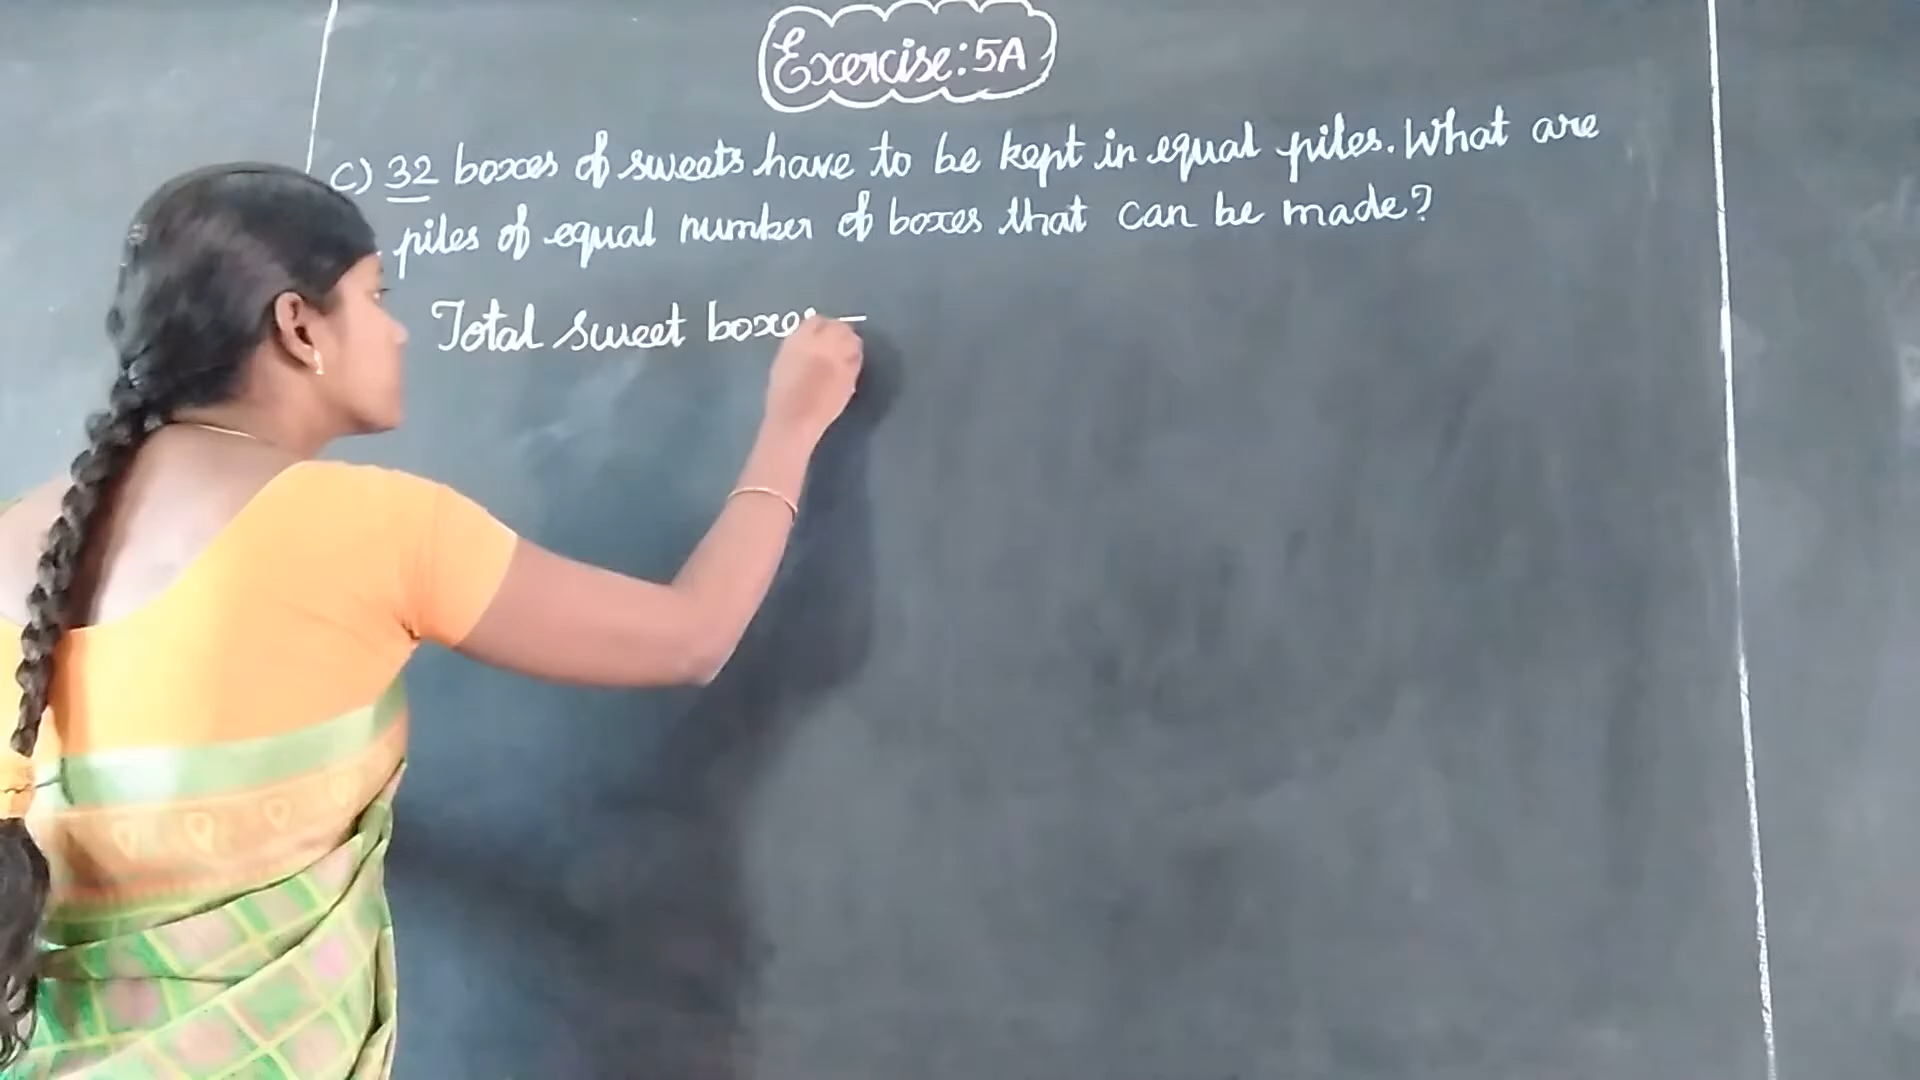 Exercise: 5A
c) 32 boxes of sweets have to be kept in equal piles. What are
piles of equal number of boxes that can be made?
Total sweet boxes =